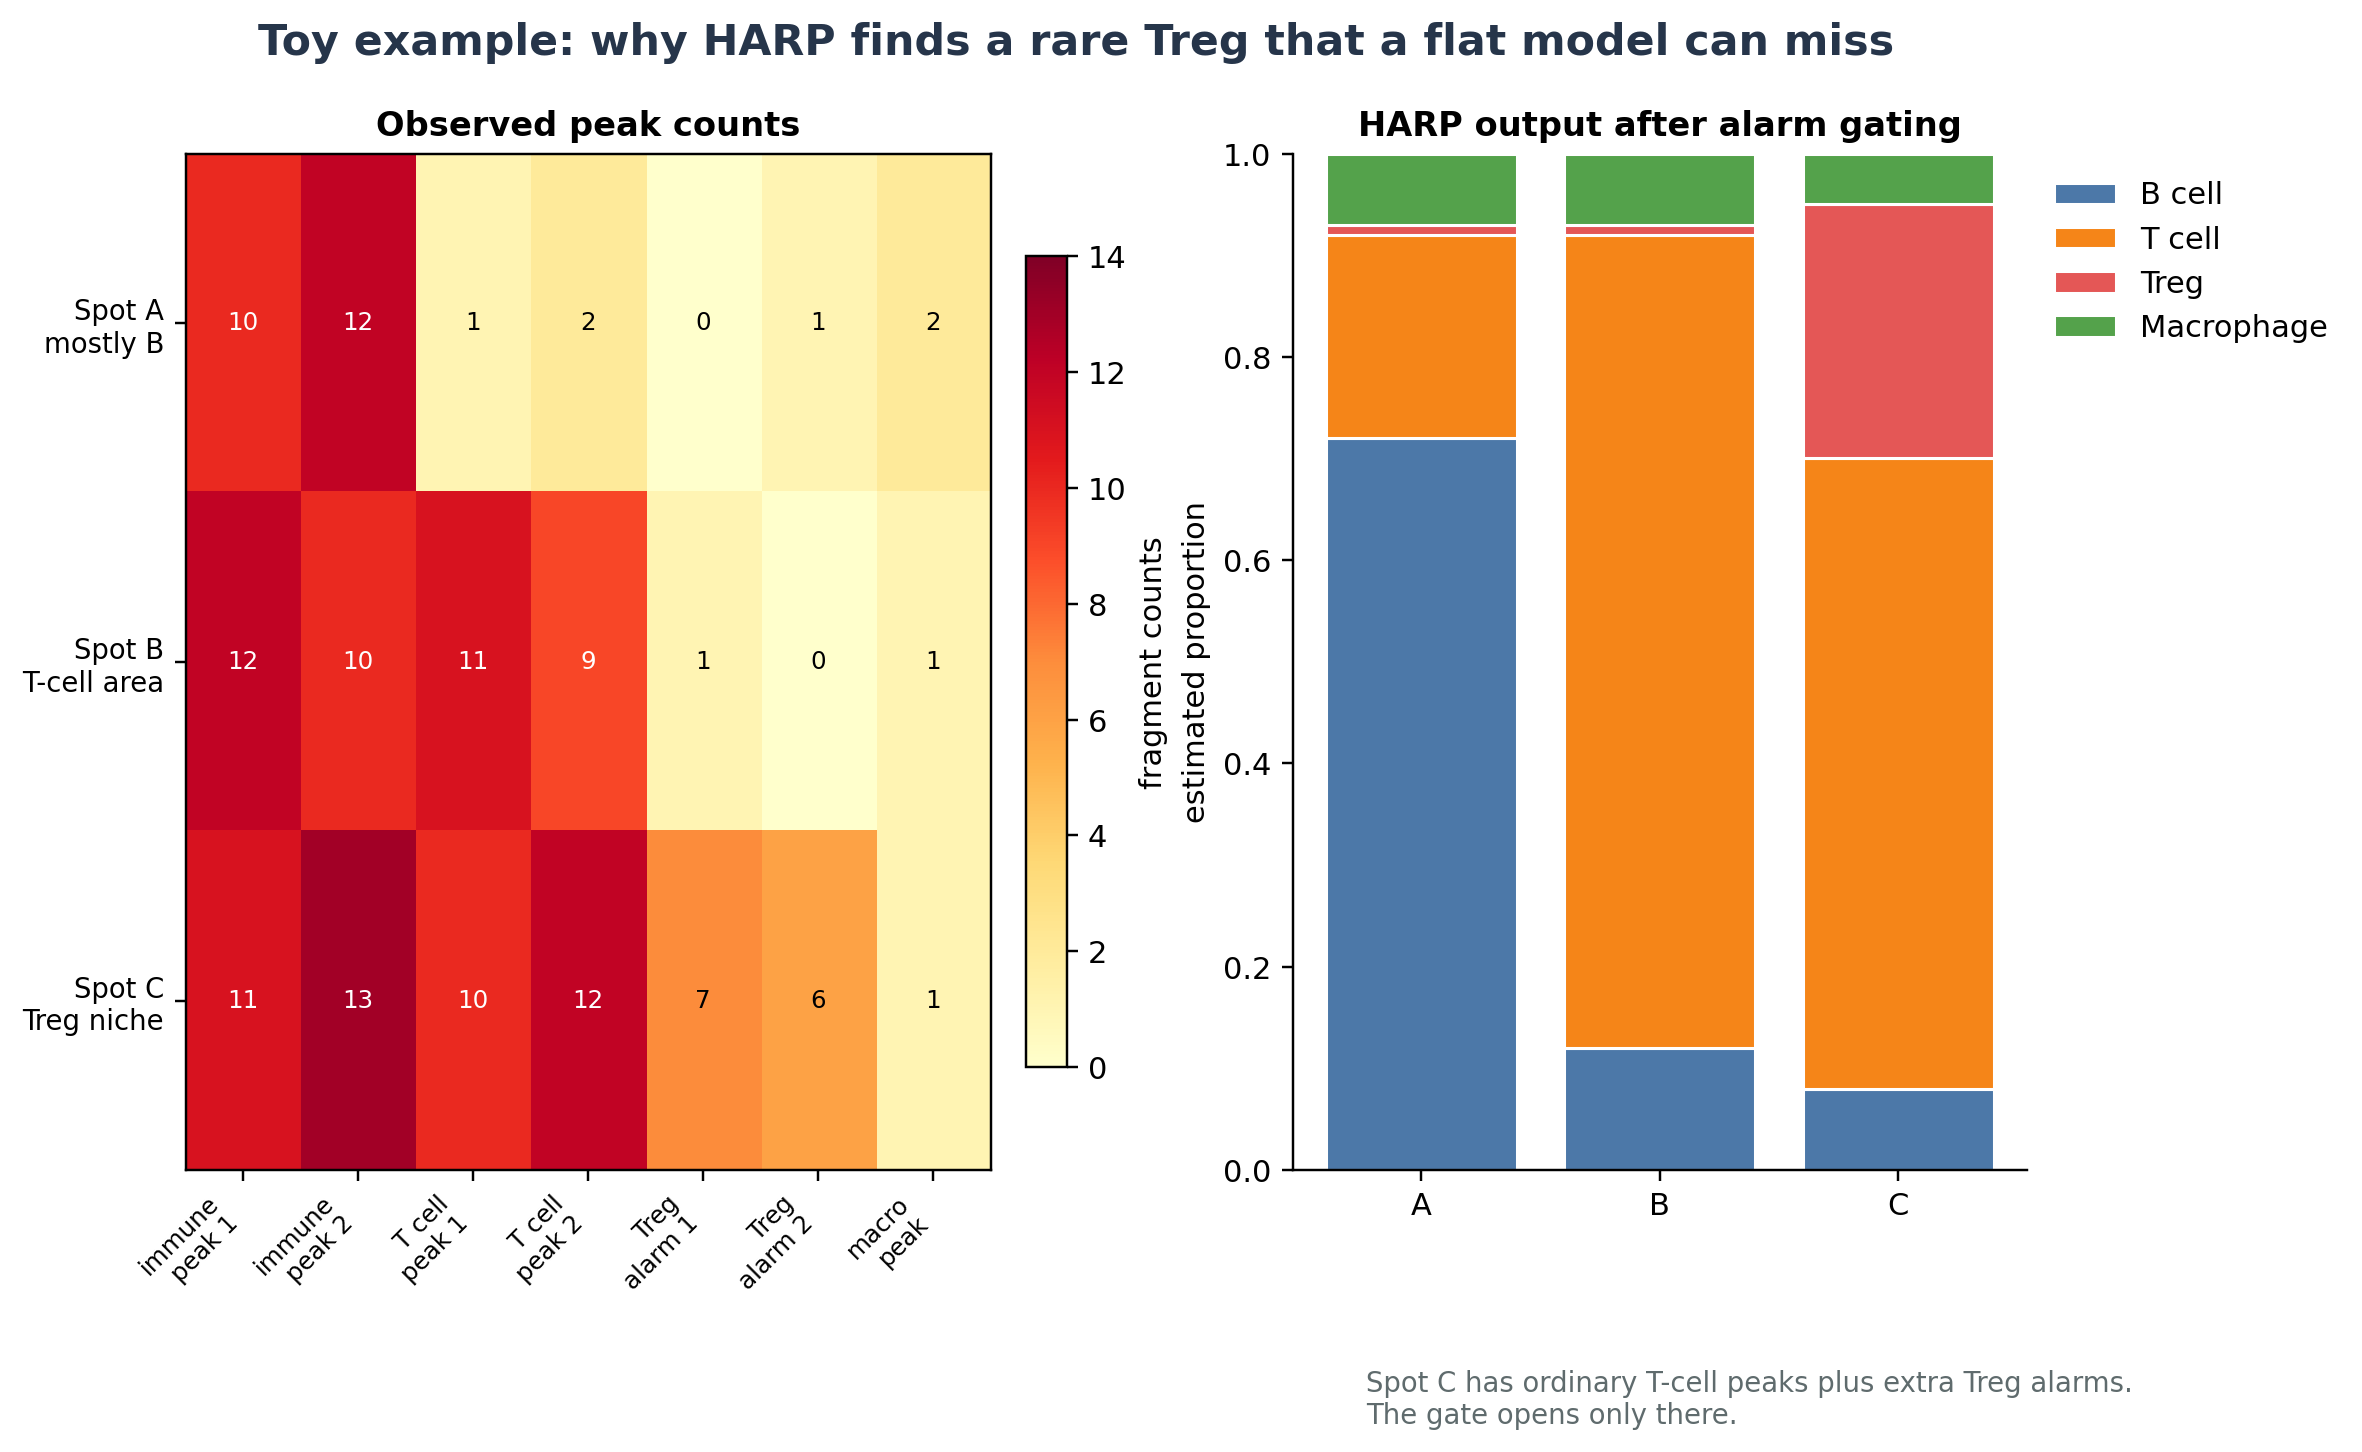 Toy example: why HARP finds a rare Treg that a flat model can miss
Observed peak counts
Spot A
mostly B
10 12 1 2 0 1 2
Spot B
T-cell area
12 10 11 9 1 0 1
Spot C
Treg niche
11 13 10 12 7 6 1
immune
peak 1
immune
peak 2
T cell
peak 1
T cell
peak 2
Treg
alarm 1
Treg
alarm 2
macro
peak
14
12
10
8
6
4
2
0
fragment counts
HARP output after alarm gating
estimated proportion
1.0
0.8
0.6
0.4
0.2
0.0
A
B
C
B cell
T cell
Treg
Macrophage
Spot C has ordinary T-cell peaks plus extra Treg alarms.
The gate opens only there.